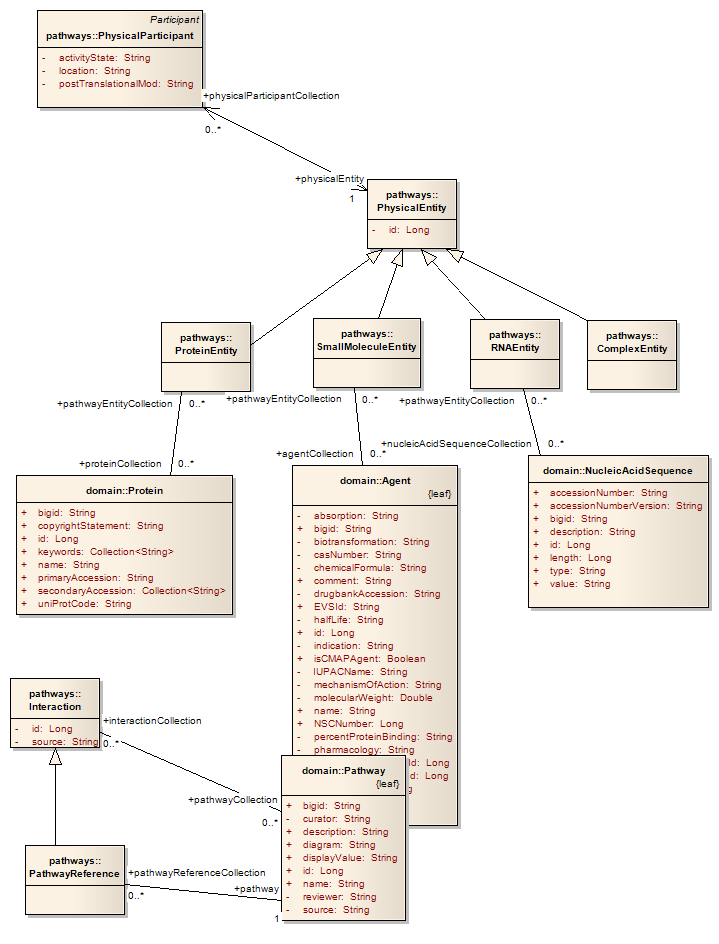 Participant
pathways::PhysicalParticipant
- activityState: String
- location: String
- postTranslationalMod: String
+physicalParticipantCollection
0..*
+physicalEntity
1
pathways::
PhysicalEntity
- id: Long
pathways::
ProteinEntity
pathways::
SmallMoleculeEntity
pathways::
RNAEntity
pathways::
ComplexEntity
+pathwayEntityCollection
0..*
+pathwayEntityCollection
0..*
+pathwayEntityCollection
0..*
+proteinCollection
0..*
+agentCollection
0..*
+nucleicAcidSequenceCollection
0..*
domain::Protein
+ bigid: String
+ copyrightStatement: String
+ id: Long
+ keywords: Collection<String>
+ name: String
+ primaryAccession: String
+ secondaryAccession: Collection<String>
+ uniProtCode: String
domain::Agent
{leaf}
- absorption: String
+ bigid: String
- biotransformation: String
- casNumber: String
- chemicalFormula: String
+ comment: String
- drugbankAccession: String
+ EVSId: String
- halfLife: String
+ id: Long
- indication: String
+ isCMAPAgent: Boolean
- IUPACName: String
- mechanismOfAction: String
- molecularWeight: Double
+ name: String
+ NSCNumber: Long
- percentProteinBinding: String
- pharmacology: String
Id: Long
id: Long
domain::NucleicAcidSequence
+ accessionNumber: String
+ accessionNumberVersion: String
+ bigid: String
+ description: String
+ id: Long
+ length: Long
+ type: String
+ value: String
pathways::
Interaction
- id: Long
- source: String
+interactionCollection
0..*
+pathwayCollection
0..*
domain::Pathway
{leaf}
+ bigid: String
- curator: String
+ description: String
+ diagram: String
+ displayValue: String
+ id: Long
+ name: String
- reviewer: String
- source: String
pathways::
PathwayReference
+pathwayReferenceCollection
0..*
+pathway
1